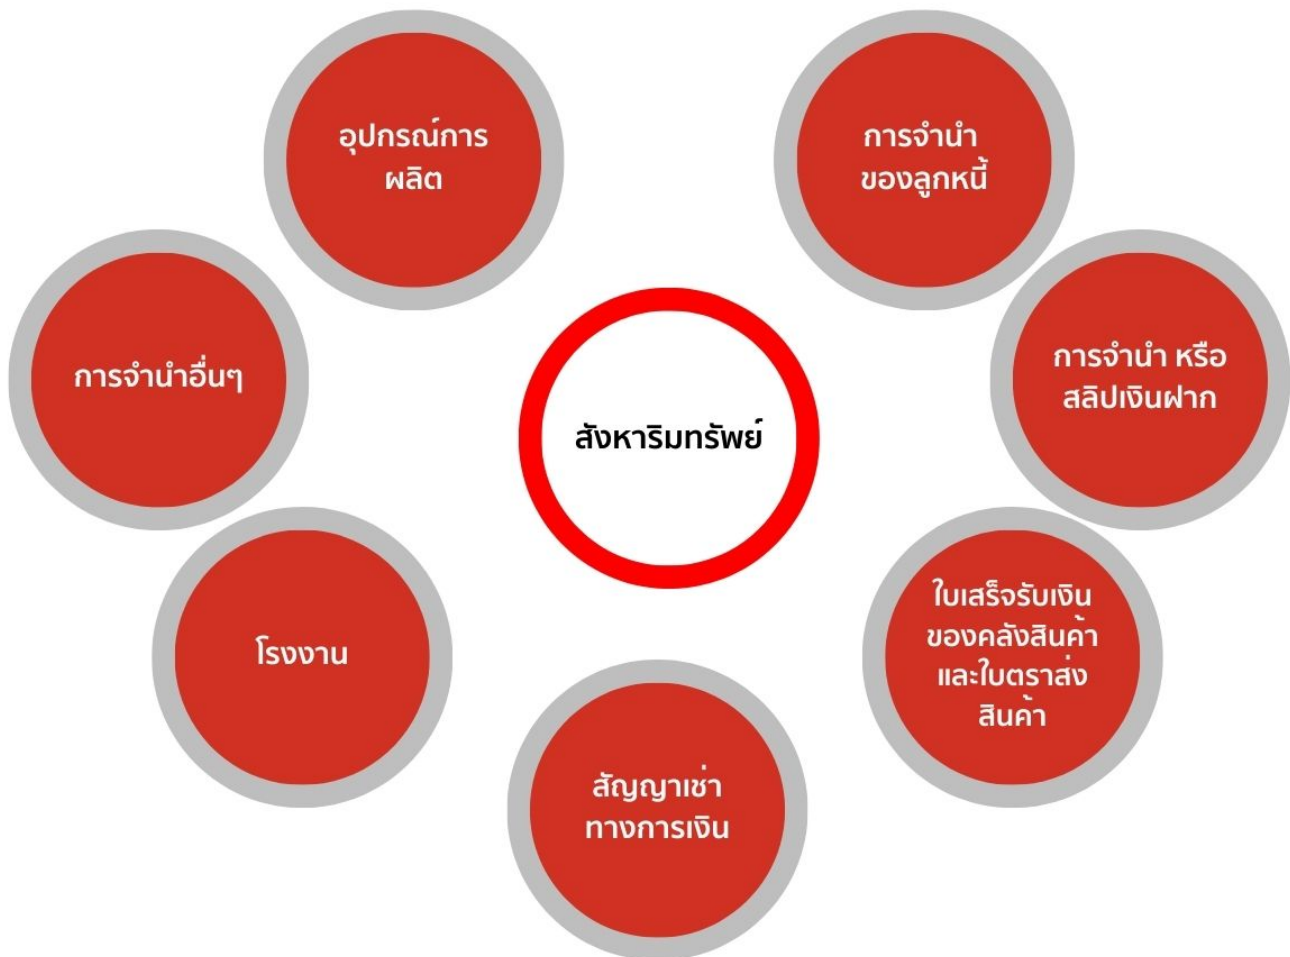 อุปกรณ์การ
ผลิต
การจำนำ
ของลูกหนี้
การจำนำอื่นๆ
การจำนำ หรือ
สลิปเงินฝาก
สังหาริมทรัพย์
ใบเสร็จรับเงิน
ของคลังสินค้า
และใบตราส่ง
สินค้า
โรงงาน
สัญญาเช่า
ทางการเงิน